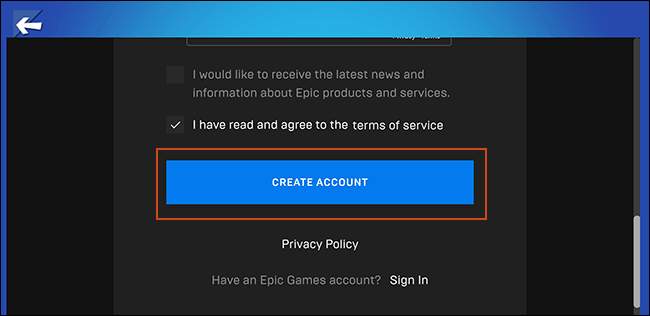 I would like to receive the latest news and
information about Epic products and services.
I have read and agree to the terms of service
CREATE ACCOUNT
Privacy Policy
Have an Epic Games account? Sign In